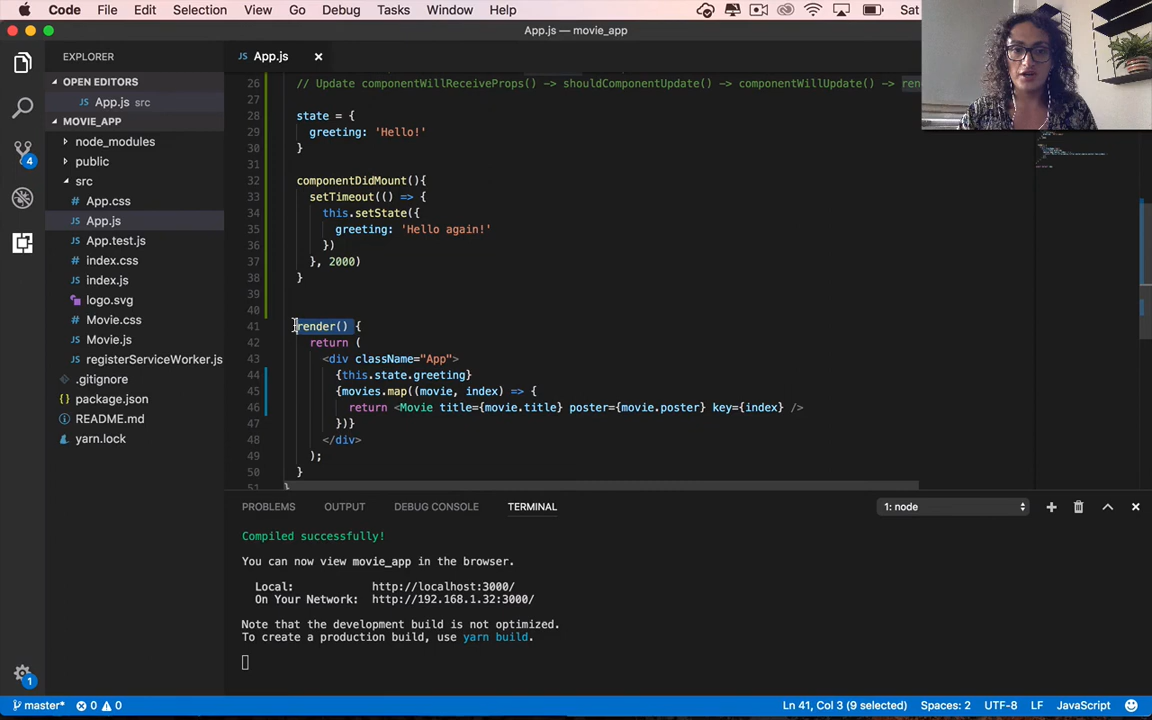 Code File Edit Selection View Go Debug Tasks Window Help Sat
App.js — movie_app
EXPLORER
OPEN EDITORS
App.js src
MOVIE_APP
node_modules
public
src
JS App.css
App.js
App.test.js
index.css
index.js
logo.svg
Movie.css
Movie.js
registerServiceWorker.js
.gitignore
package.json
README.md
yarn.lock
4
1
App.js
26 // Update componentWillReceiveProps() -> shouldComponentUpdate() -> componentWillUpdate() -> ren
27
28 state = {
29 greeting: 'Hello!'
30 }
31
32 componentDidMount(){
33 setTimeout(() => {
34 this.setState({
35 greeting: 'Hello again!'
36 })
37 }, 2000)
38 }
39
40
41 render() {
42 return (
43 <div className="App">
44 {this.state.greeting}
45 {movies.map((movie, index) => {
46 return <Movie title={movie.title} poster={movie.poster} key={index} />
47 })}
48 </div>
49 );
50 }
51 }
PROBLEMS OUTPUT DEBUG CONSOLE TERMINAL 1: node
Compiled successfully!
You can now view movie_app in the browser.
Local: http://localhost:3000/
On Your Network: http://192.168.1.32:3000/
Note that the development build is not optimized.
To create a production build, use yarn build.
master* 0 0 Ln 41, Col 3 (9 selected) Spaces: 2 UTF-8 LF JavaScript